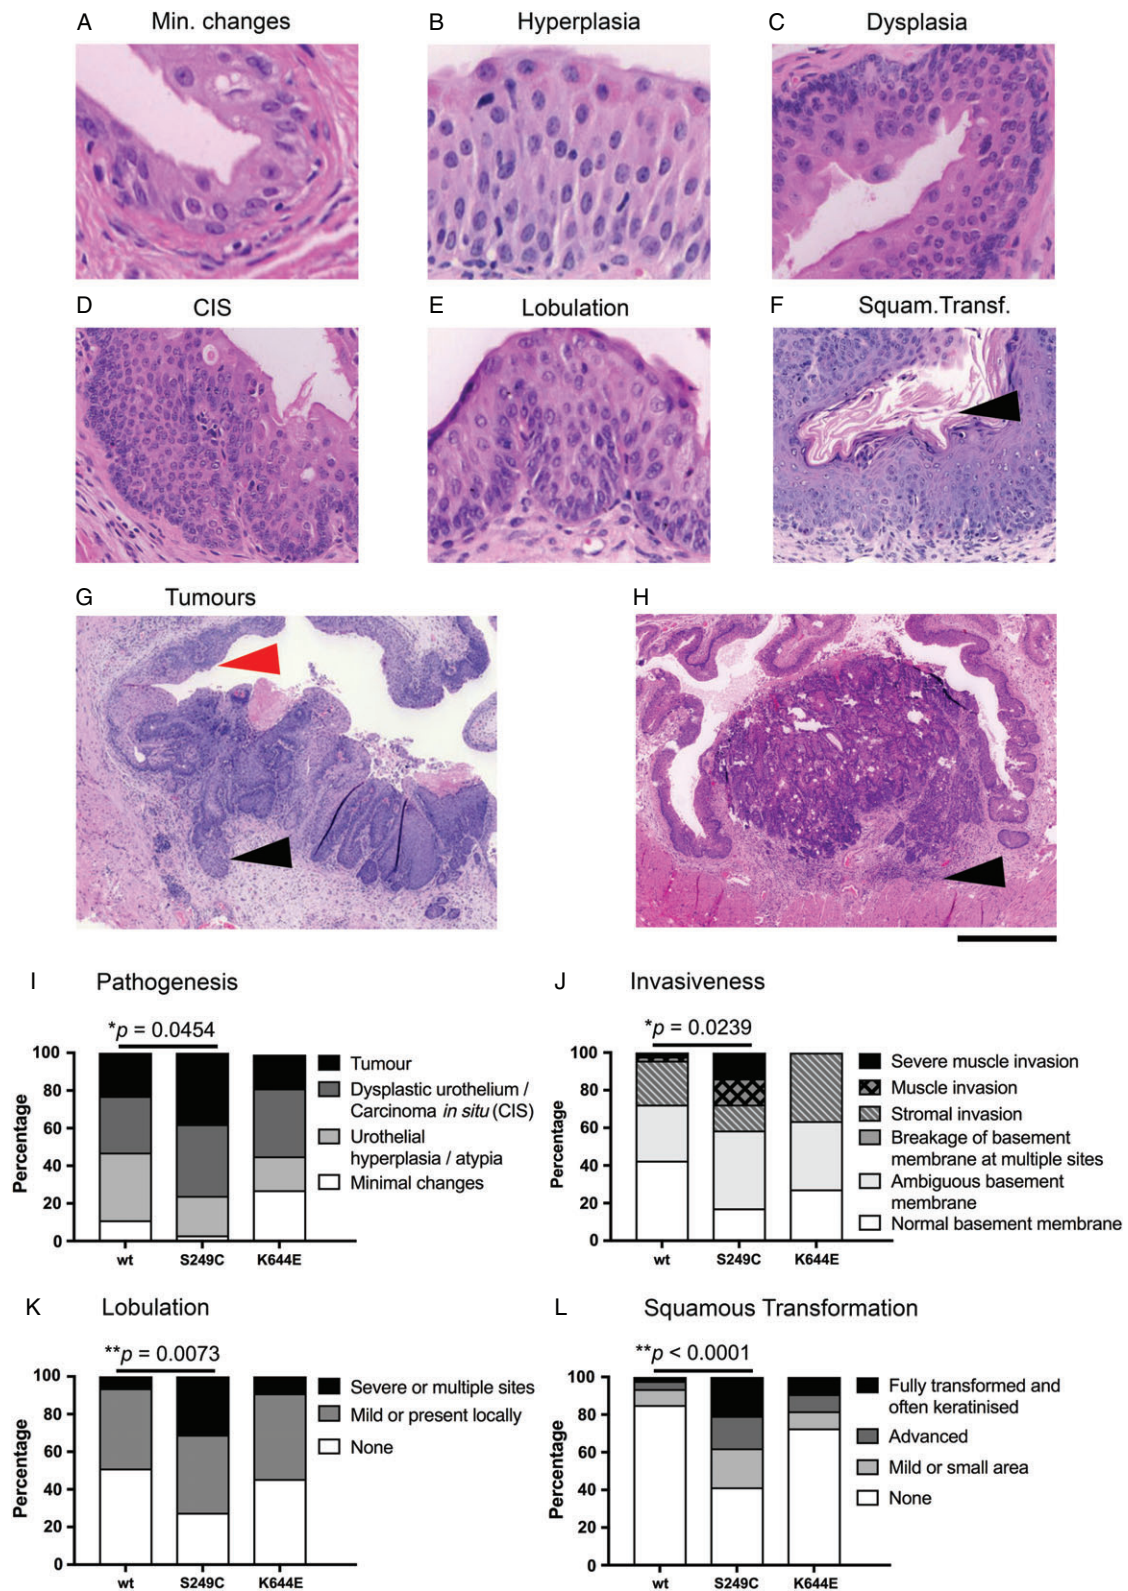 A Min. changes
B Hyperplasia
C Dysplasia
D CIS
E Lobulation
F Squam.Transf.
G Tumours
H
I Pathogenesis
*p = 0.0454
Percentage
100
80
60
40
20
0
wt S249C K644E
Tumour
Dysplastic urothelium /
Carcinoma in situ (CIS)
Urothelial
hyperplasia / atypia
Minimal changes
J Invasiveness
*p = 0.0239
Percentage
100
80
60
40
20
0
wt S249C K644E
Severe muscle invasion
Muscle invasion
Stromal invasion
Breakage of basement
membrane at multiple sites
Ambiguous basement
membrane
Normal basement membrane
K Lobulation
**p = 0.0073
Percentage
100
80
60
40
20
0
wt S249C K644E
Severe or multiple sites
Mild or present locally
None
L Squamous Transformation
**p < 0.0001
Percentage
100
80
60
40
20
0
wt S249C K644E
Fully transformed and
often keratinised
Advanced
Mild or small area
None